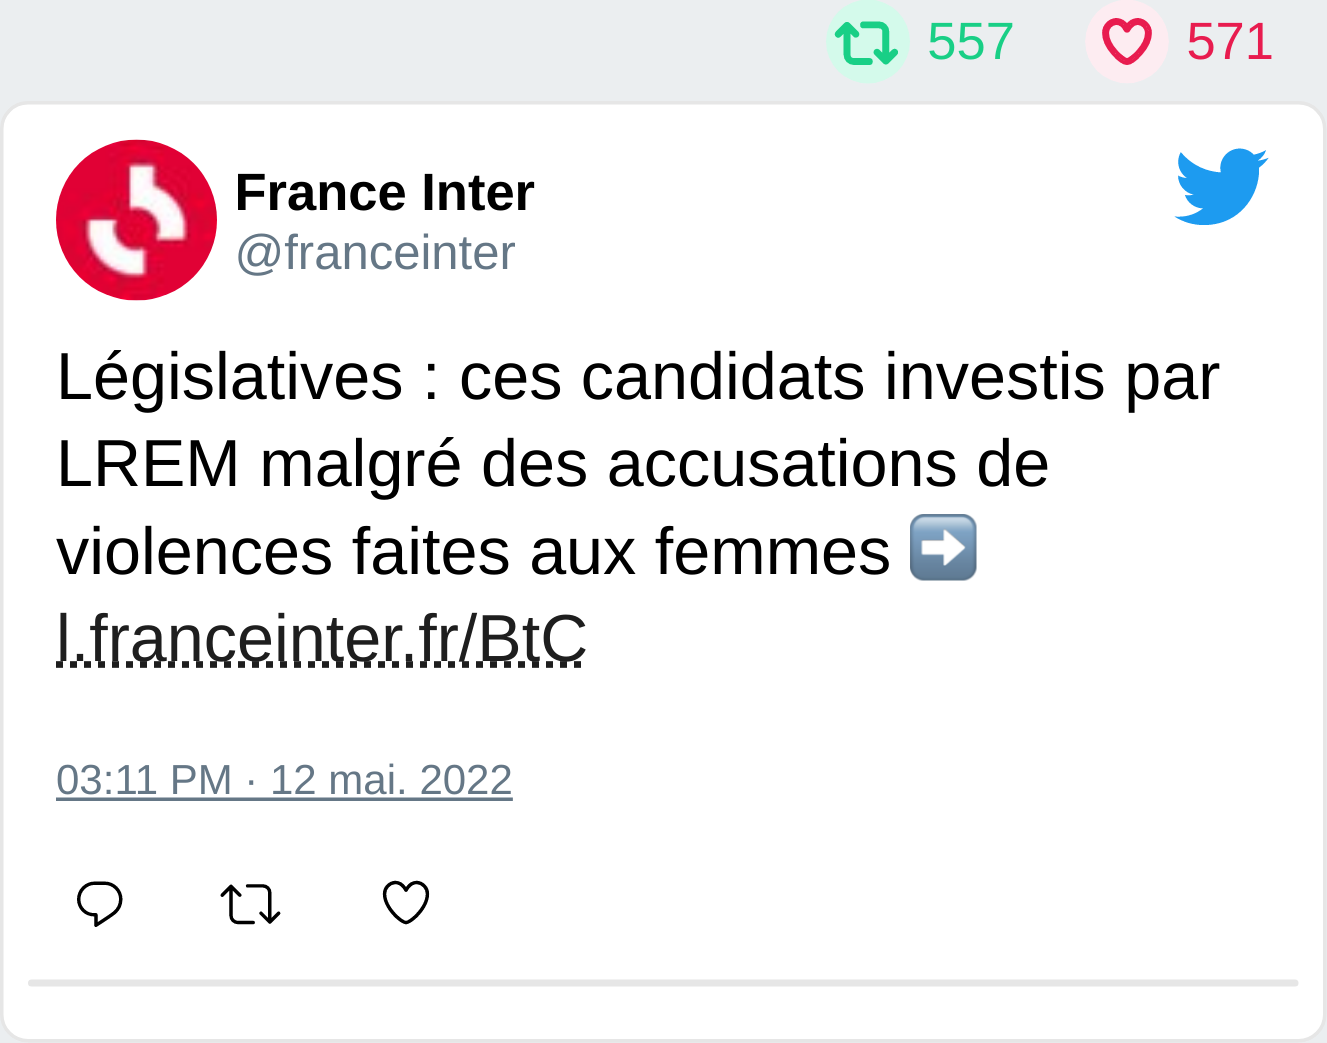 557 571
France Inter
@franceinter
Législatives : ces candidats investis par
LREM malgré des accusations de
violences faites aux femmes ➡️
l.franceinter.fr/BtC
03:11 PM · 12 mai. 2022